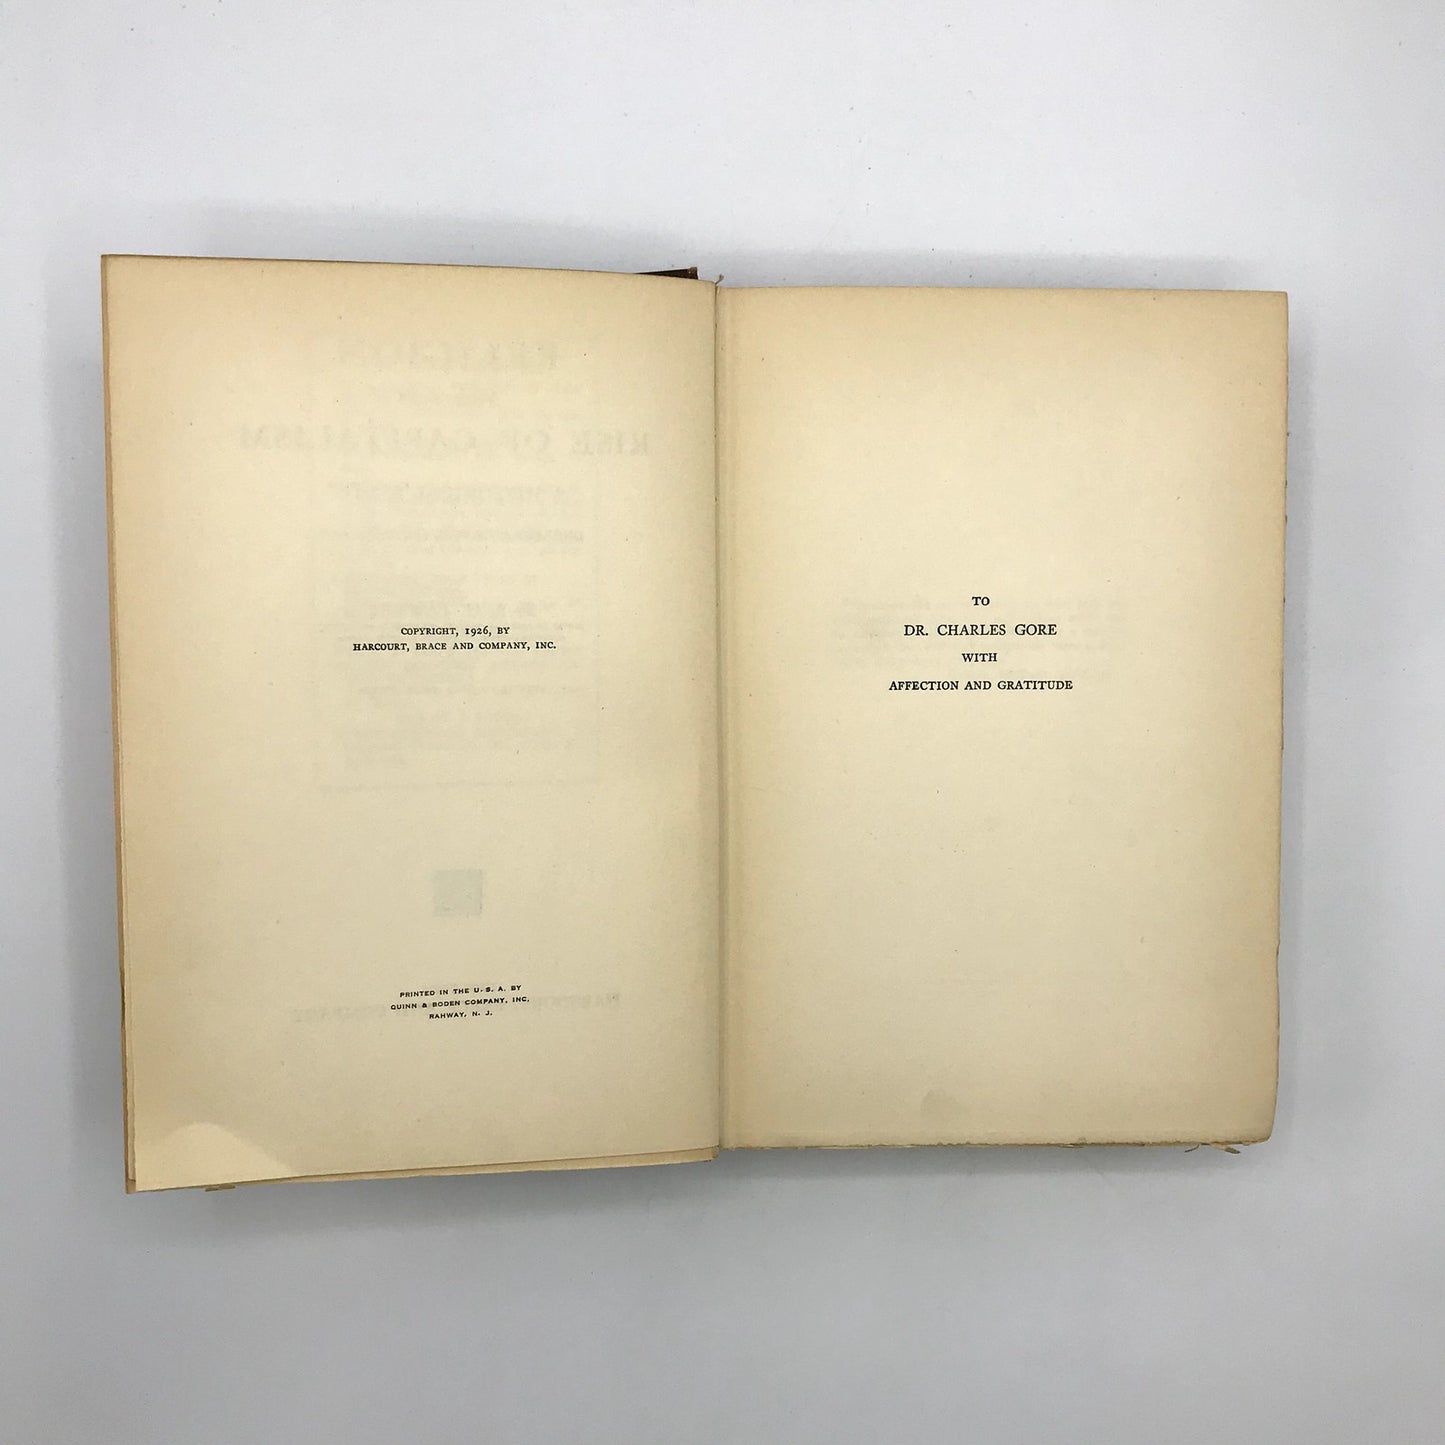 COPYRIGHT, 1926, BY
HARCOURT, BRACE AND COMPANY, INC.
PRINTED IN THE U. S. A. BY
QUINN & BODEN COMPANY, INC.
RAHWAY, N. J.
TO
DR. CHARLES GORE
WITH
AFFECTION AND GRATITUDE